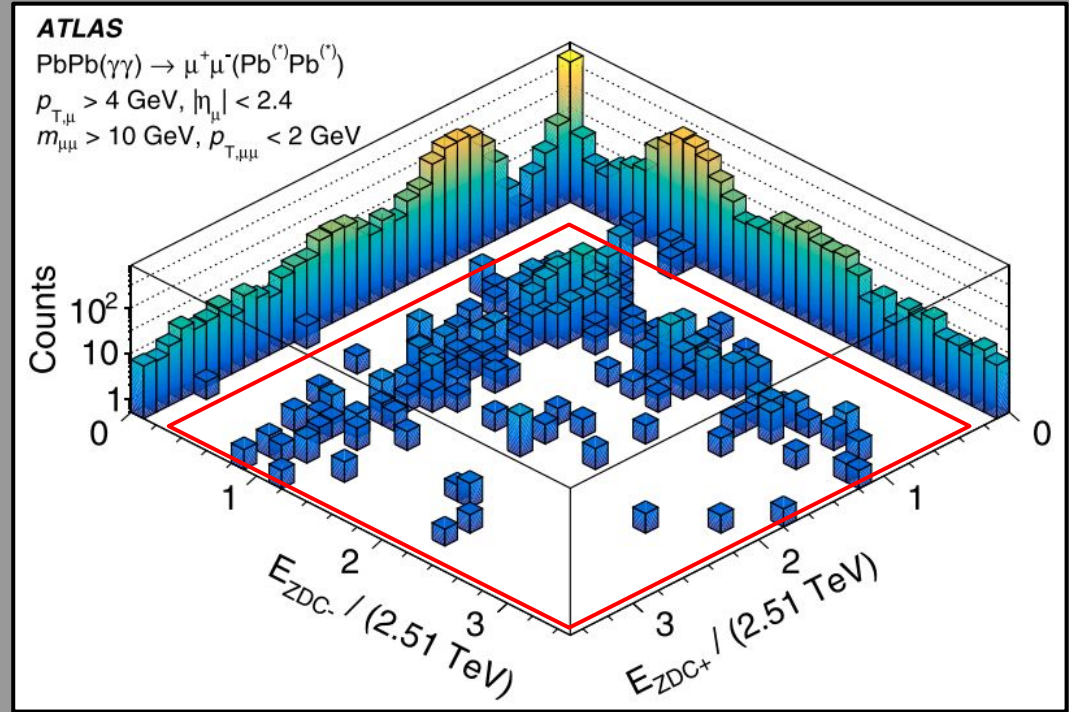 ATLAS
PbPb(γγ) → μ⁺μ⁻(Pb⁽*⁾Pb⁽*⁾)
p_T,μ > 4 GeV, |η_μ| < 2.4
m_μμ > 10 GeV, p_T,μμ < 2 GeV
Counts
10²
10
1
0
0
1
1
2
2
3
3
E_ZDC- / (2.51 TeV)
E_ZDC+ / (2.51 TeV)